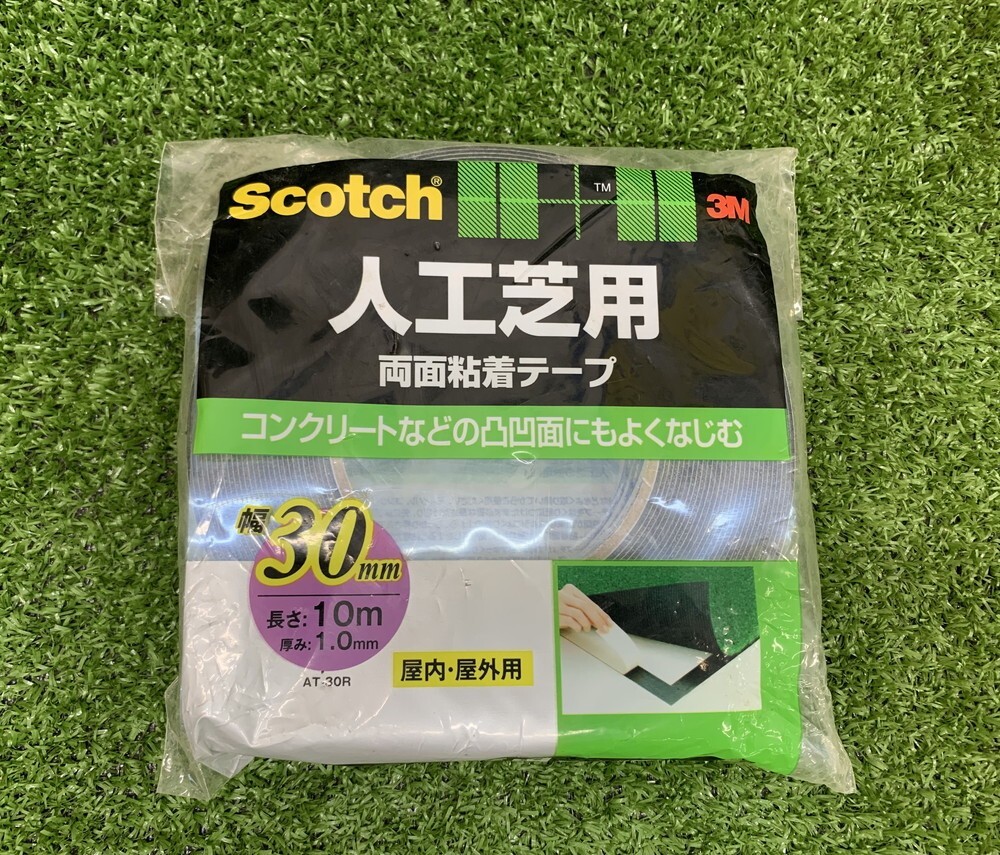 Scotch® ™ 3M
人工芝用
両面粘着テープ
コンクリートなどの凸凹面にもよくなじむ
幅30mm
長さ:10m
厚み:1.0mm
AT-30R
屋内・屋外用